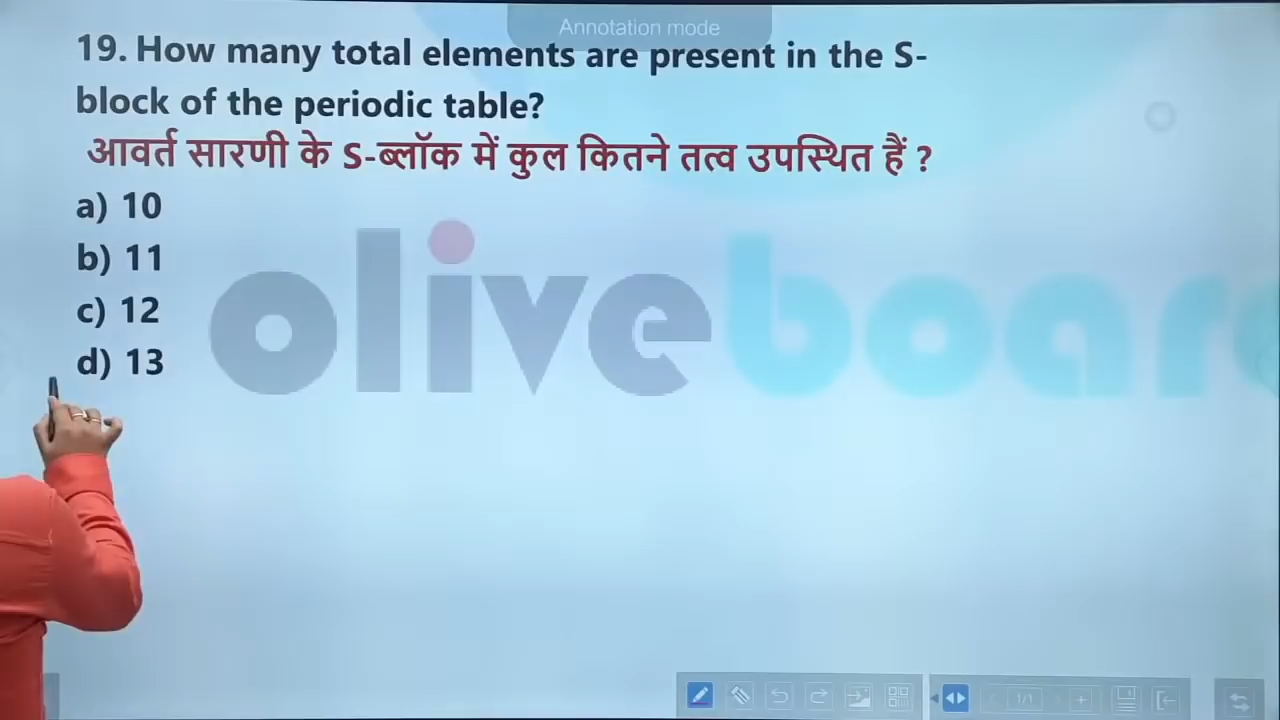 Annotation mode
19. How many total elements are present in the S-
block of the periodic table?
आवर्त सारणी के S-ब्लॉक में कुल कितने तत्व उपस्थित हैं ?
a) 10
b) 11
c) 12
d) 13
oliveboard
1/1